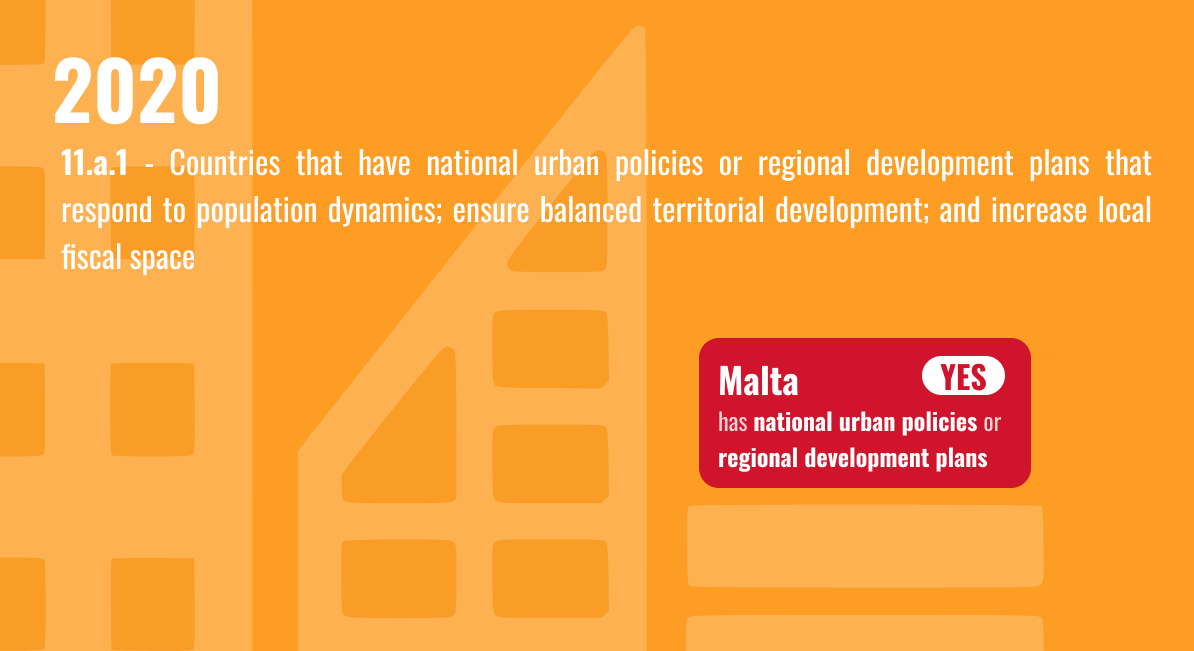 2020
11.a.1 - Countries that have national urban policies or regional development plans that
respond to population dynamics; ensure balanced territorial development; and increase local
fiscal space
Malta YES
has national urban policies or
regional development plans